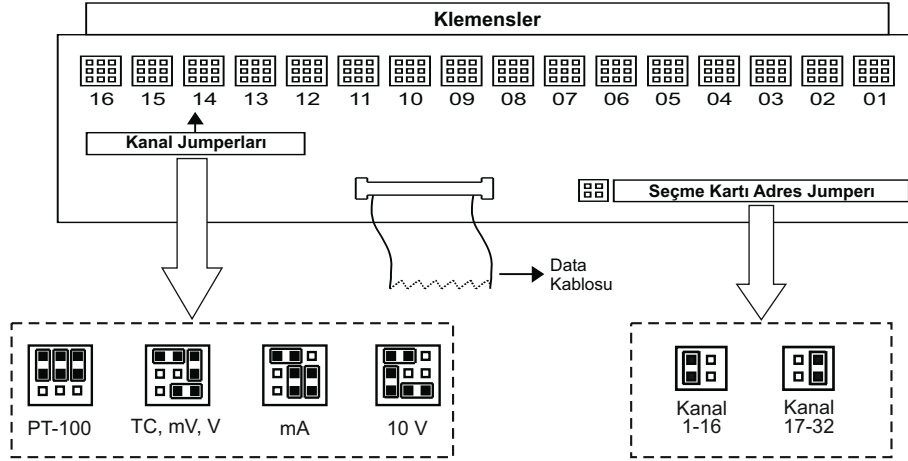 Klemensler
16 15 14 13 12 11 10 09 08 07 06 05 04 03 02 01
Kanal Jumperları
Seçme Kartı Adres Jumperı
Data
Kablosu
PT-100 TC, mV, V mA 10 V
Kanal
1-16
Kanal
17-32